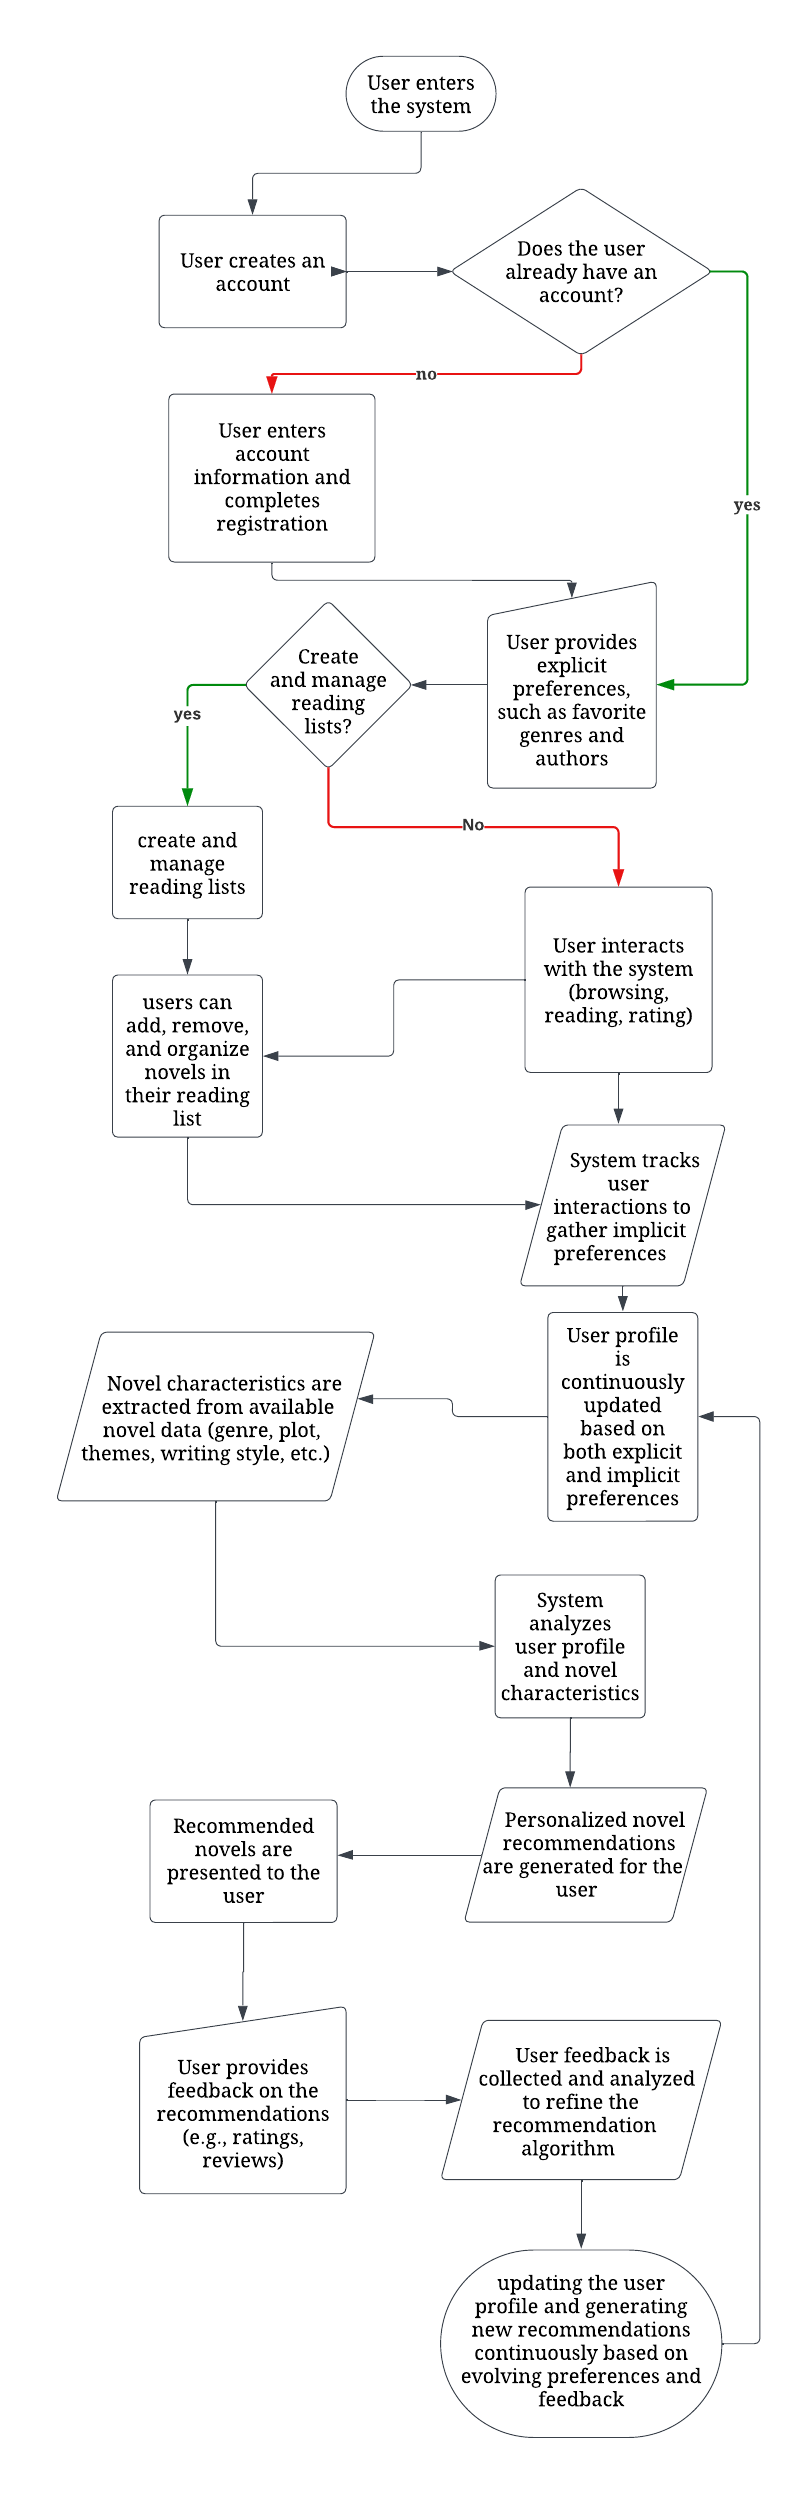 User enters
the system
User creates an
account
Does the user
already have an
account?
no
User enters
account
information and
completes
registration
yes
User provides
explicit
preferences,
such as favorite
genres and
authors
Create
and manage
reading
lists?
yes
No
create and
manage
reading lists
User interacts
with the system
(browsing,
reading, rating)
users can
add, remove,
and organize
novels in
their reading
list
System tracks
user
interactions to
gather implicit
preferences
User profile
is
continuously
updated
based on
both explicit
and implicit
preferences
Novel characteristics are
extracted from available
novel data (genre, plot,
themes, writing style, etc.)
System
analyzes
user profile
and novel
characteristics
Personalized novel
recommendations
are generated for the
user
Recommended
novels are
presented to the
user
User provides
feedback on the
recommendations
(e.g., ratings,
reviews)
User feedback is
collected and analyzed
to refine the
recommendation
algorithm
updating the user
profile and generating
new recommendations
continuously based on
evolving preferences and
feedback